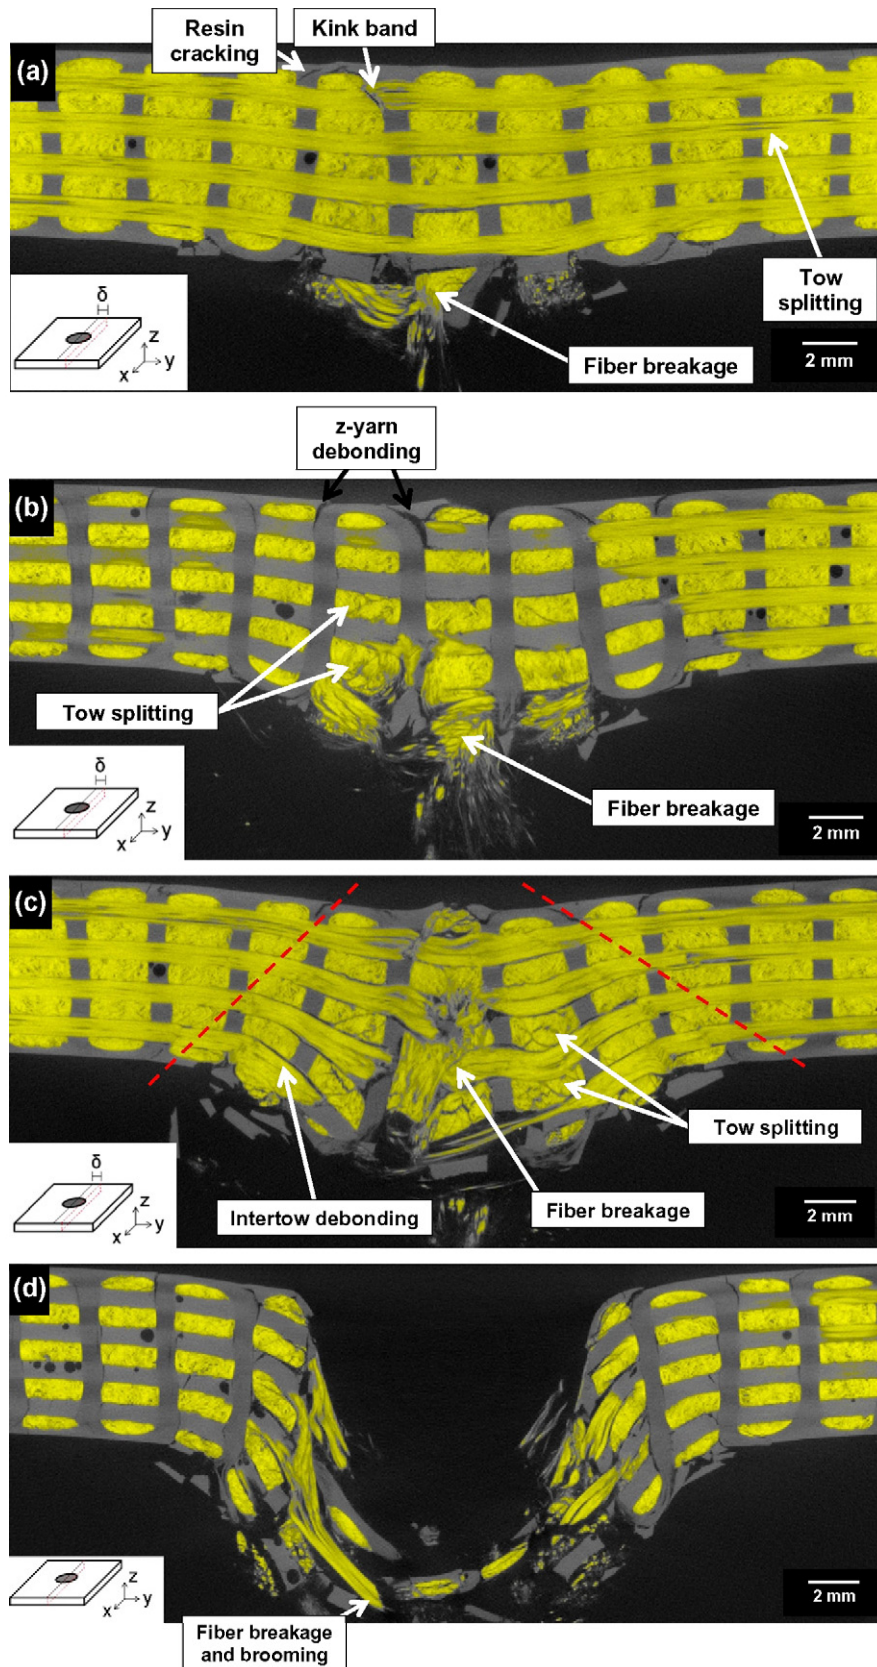 Resin
cracking
Kink band
(a)
Tow
splitting
Fiber breakage
2 mm
δ
z
y
x
z-yarn
debonding
(b)
Tow splitting
Fiber breakage
2 mm
δ
z
y
x
(c)
Tow splitting
Intertow debonding
Fiber breakage
2 mm
δ
z
y
x
(d)
Fiber breakage
and brooming
2 mm
z
y
x